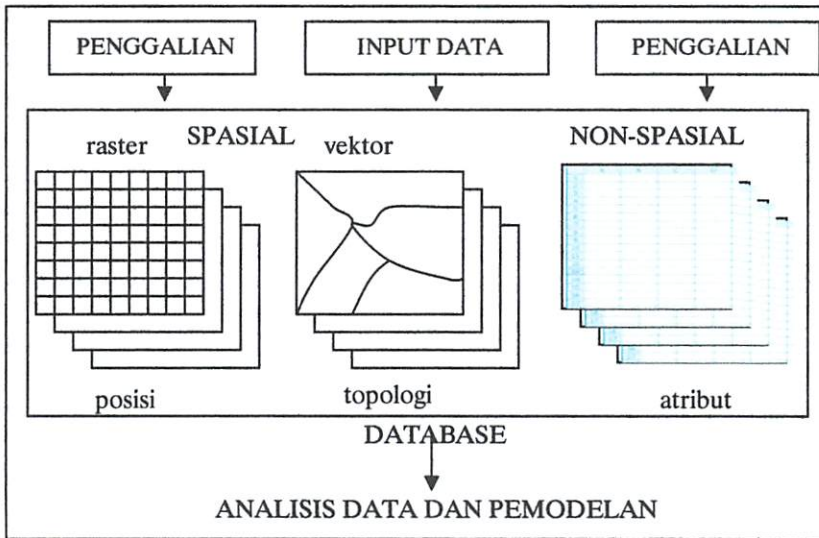 PENGGALIAN
INPUT DATA
PENGGALIAN
SPASIAL
NON-SPASIAL
raster
vektor
posisi
topologi
atribut
DATABASE
ANALISIS DATA DAN PEMODELAN